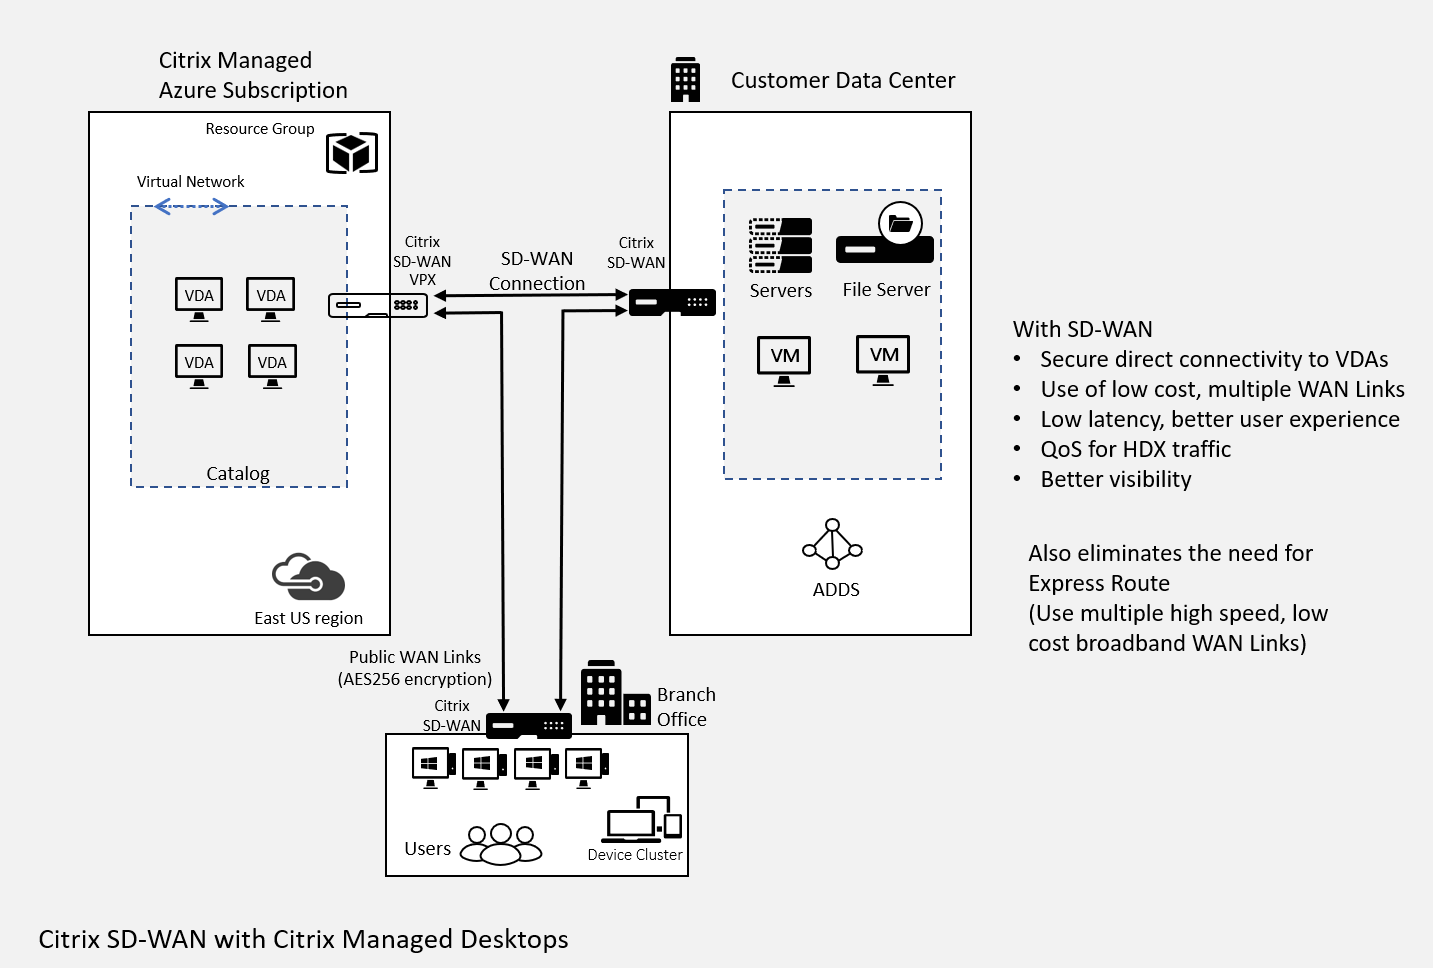 Citrix Managed
Azure Subscription
Resource Group
Virtual Network
VDA
VDA
VDA
VDA
Catalog
East US region
Citrix
SD-WAN
VPX
SD-WAN
Connection
Citrix
SD-WAN
Customer Data Center
Servers
File Server
VM
VM
ADDS
With SD-WAN
• Secure direct connectivity to VDAs
• Use of low cost, multiple WAN Links
• Low latency, better user experience
• QoS for HDX traffic
• Better visibility
Also eliminates the need for
Express Route
(Use multiple high speed, low
cost broadband WAN Links)
Public WAN Links
(AES256 encryption)
Citrix
SD-WAN
Branch
Office
Users
Device Cluster
Citrix SD-WAN with Citrix Managed Desktops